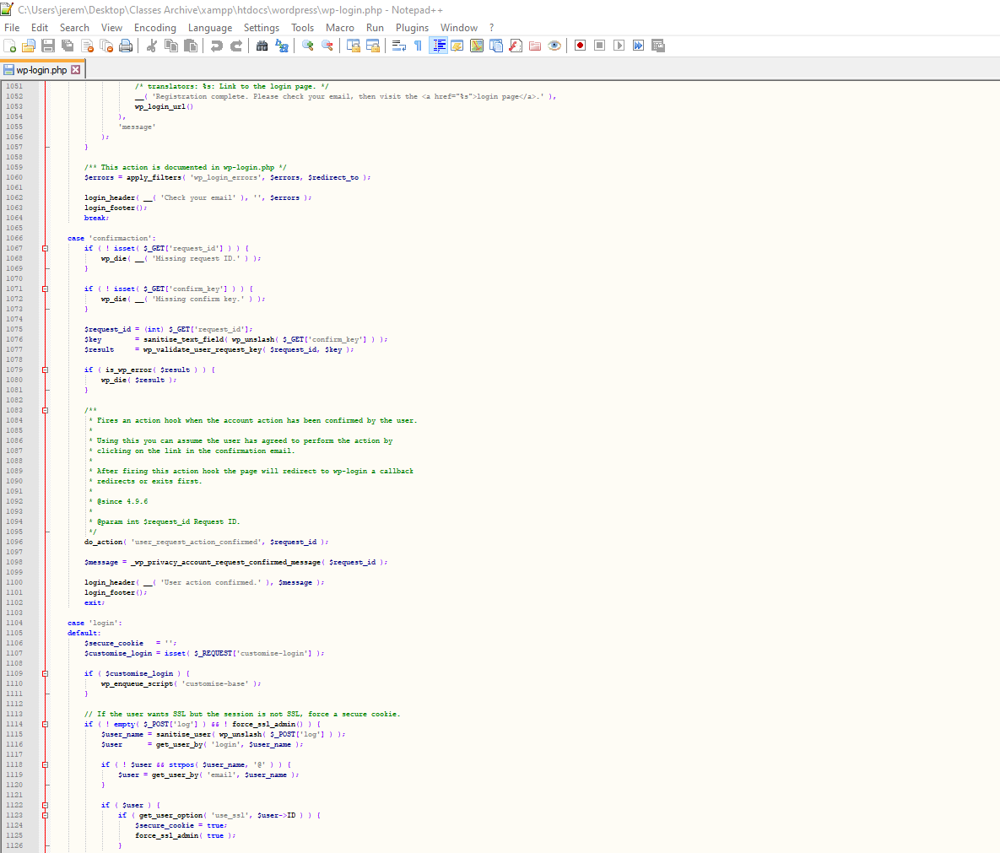 C:\Users\jerem\Desktop\Classes Archive\xampp\htdocs\wordpress\wp-login.php - Notepad++
File Edit Search View Encoding Language Settings Tools Macro Run Plugins Window ?
wp-login.php
1051 /* translators: %s: Link to the login page. */
1052 __( 'Registration complete. Please check your email, then visit the <a href="%s">login page</a>.' ),
1053 wp_login_url()
1054 ),
1055 'message'
1056 );
1057 }
1058
1059 /** This action is documented in wp-login.php */
1060 $errors = apply_filters( 'wp_login_errors', $errors, $redirect_to );
1061
1062 login_header( __( 'Check your email' ), '', $errors );
1063 login_footer();
1064 break;
1065
1066 case 'confirmaction':
1067 if ( ! isset( $_GET['request_id'] ) ) {
1068 wp_die( __( 'Missing request ID.' ) );
1069 }
1070
1071 if ( ! isset( $_GET['confirm_key'] ) ) {
1072 wp_die( __( 'Missing confirm key.' ) );
1073 }
1074
1075 $request_id = (int) $_GET['request_id'];
1076 $key = sanitize_text_field( wp_unslash( $_GET['confirm_key'] ) );
1077 $result = wp_validate_user_request_key( $request_id, $key );
1078
1079 if ( is_wp_error( $result ) ) {
1080 wp_die( $result );
1081 }
1082
1083 /**
1084 * Fires an action hook when the account action has been confirmed by the user.
1085 *
1086 * Using this you can assume the user has agreed to perform the action by
1087 * clicking on the link in the confirmation email.
1088 *
1089 * After firing this action hook the page will redirect to wp-login a callback
1090 * redirects or exits first.
1091 *
1092 * @since 4.9.6
1093 *
1094 * @param int $request_id Request ID.
1095 */
1096 do_action( 'user_request_action_confirmed', $request_id );
1097
1098 $message = _wp_privacy_account_request_confirmed_message( $request_id );
1099
1100 login_header( __( 'User action confirmed.' ), $message );
1101 login_footer();
1102 exit;
1103
1104 case 'login':
1105 default:
1106 $secure_cookie = '';
1107 $customize_login = isset( $_REQUEST['customize-login'] );
1108
1109 if ( $customize_login ) {
1110 wp_enqueue_script( 'customize-base' );
1111 }
1112
1113 // If the user wants SSL but the session is not SSL, force a secure cookie.
1114 if ( ! empty( $_POST['log'] ) && ! force_ssl_admin() ) {
1115 $user_name = sanitize_user( wp_unslash( $_POST['log'] ) );
1116 $user = get_user_by( 'login', $user_name );
1117
1118 if ( ! $user && strpos( $user_name, '@' ) ) {
1119 $user = get_user_by( 'email', $user_name );
1120 }
1121
1122 if ( $user ) {
1123 if ( get_user_option( 'use_ssl', $user->ID ) ) {
1124 $secure_cookie = true;
1125 force_ssl_admin( true );
1126 }